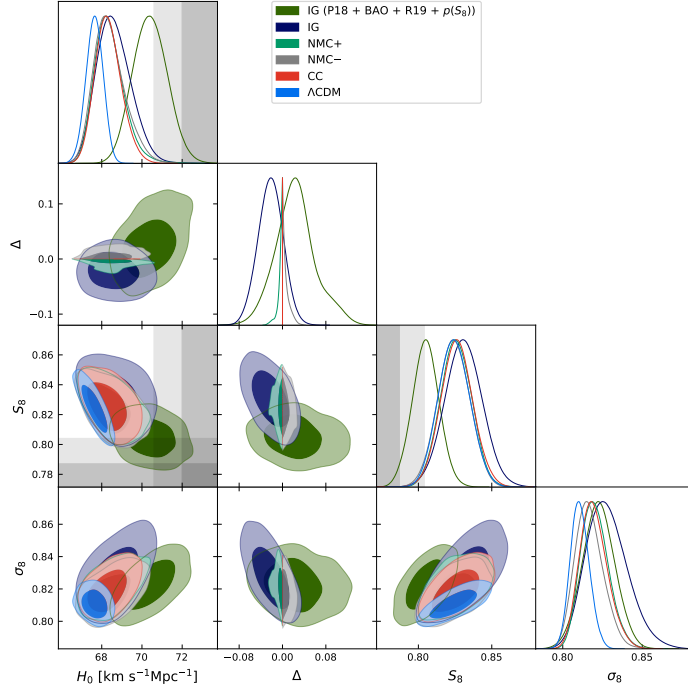 IG (P18 + BAO + R19 + p(S₈))
IG
NMC+
NMC−
CC
ΛCDM
0.1
0.0
−0.1
Δ
0.86
0.84
0.82
0.80
0.78
S₈
0.86
0.84
0.82
0.80
σ₈
68 70 72
H₀ [km s⁻¹Mpc⁻¹]
−0.08 0.00 0.08
Δ
0.80 0.85
S₈
0.80 0.85
σ₈